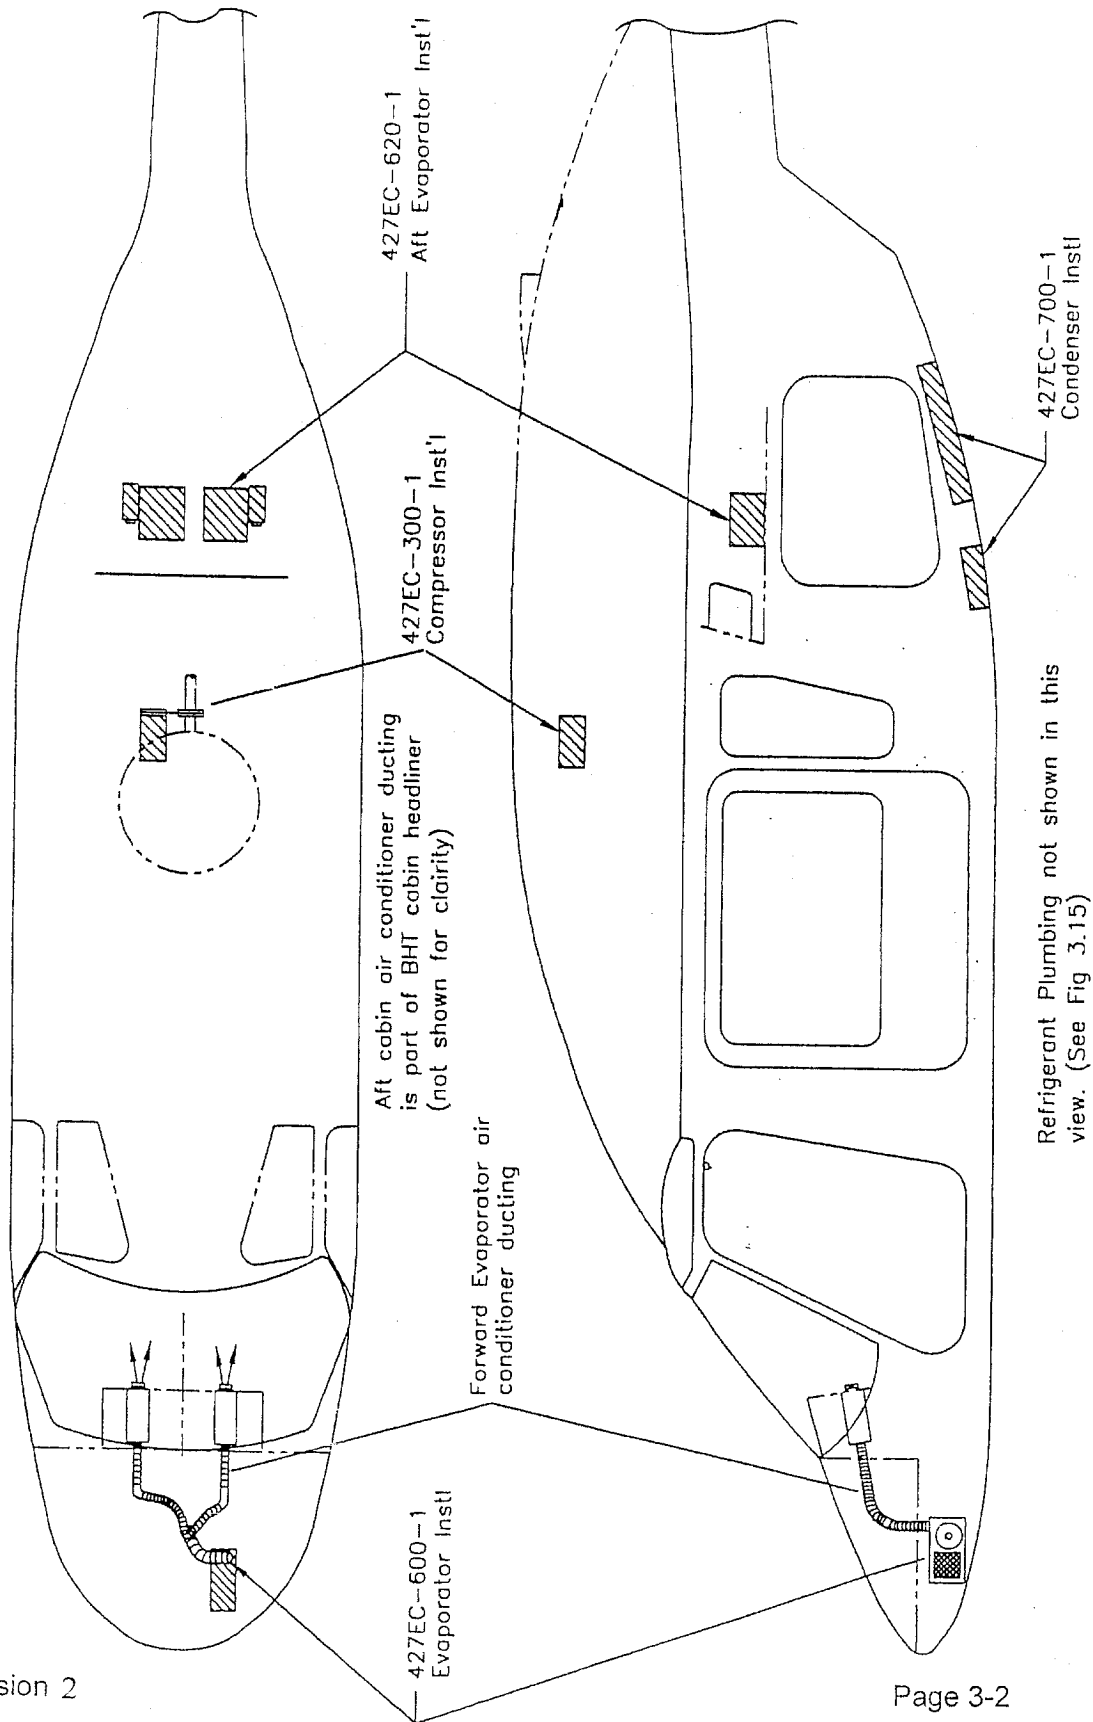 427EC-620-1
Aft Evaporator Inst'l
427EC-300-1
Compressor Inst'l
Aft cabin air conditioner ducting
is part of BHT cabin headliner
(not shown for clairity)
Forward Evaporator air
conditioner ducting
427EC-600-1
Evaporator Instl
427EC-700-1
Condenser Instl
Refrigerant Plumbing not shown in this
view. (See Fig 3.15)
sion 2
Page 3-2